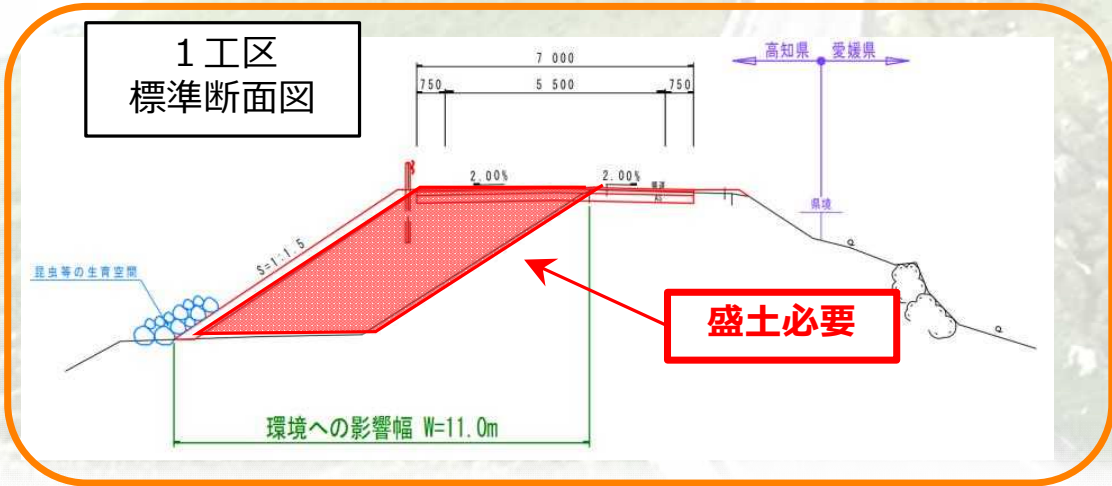 1工区
標準断面図
高知県 愛媛県
7 000
750 5 500 750
2.00% 2.00%
県境
S=1:1.5
昆虫等の生育空間
盛土必要
環境への影響幅 W=11.0m